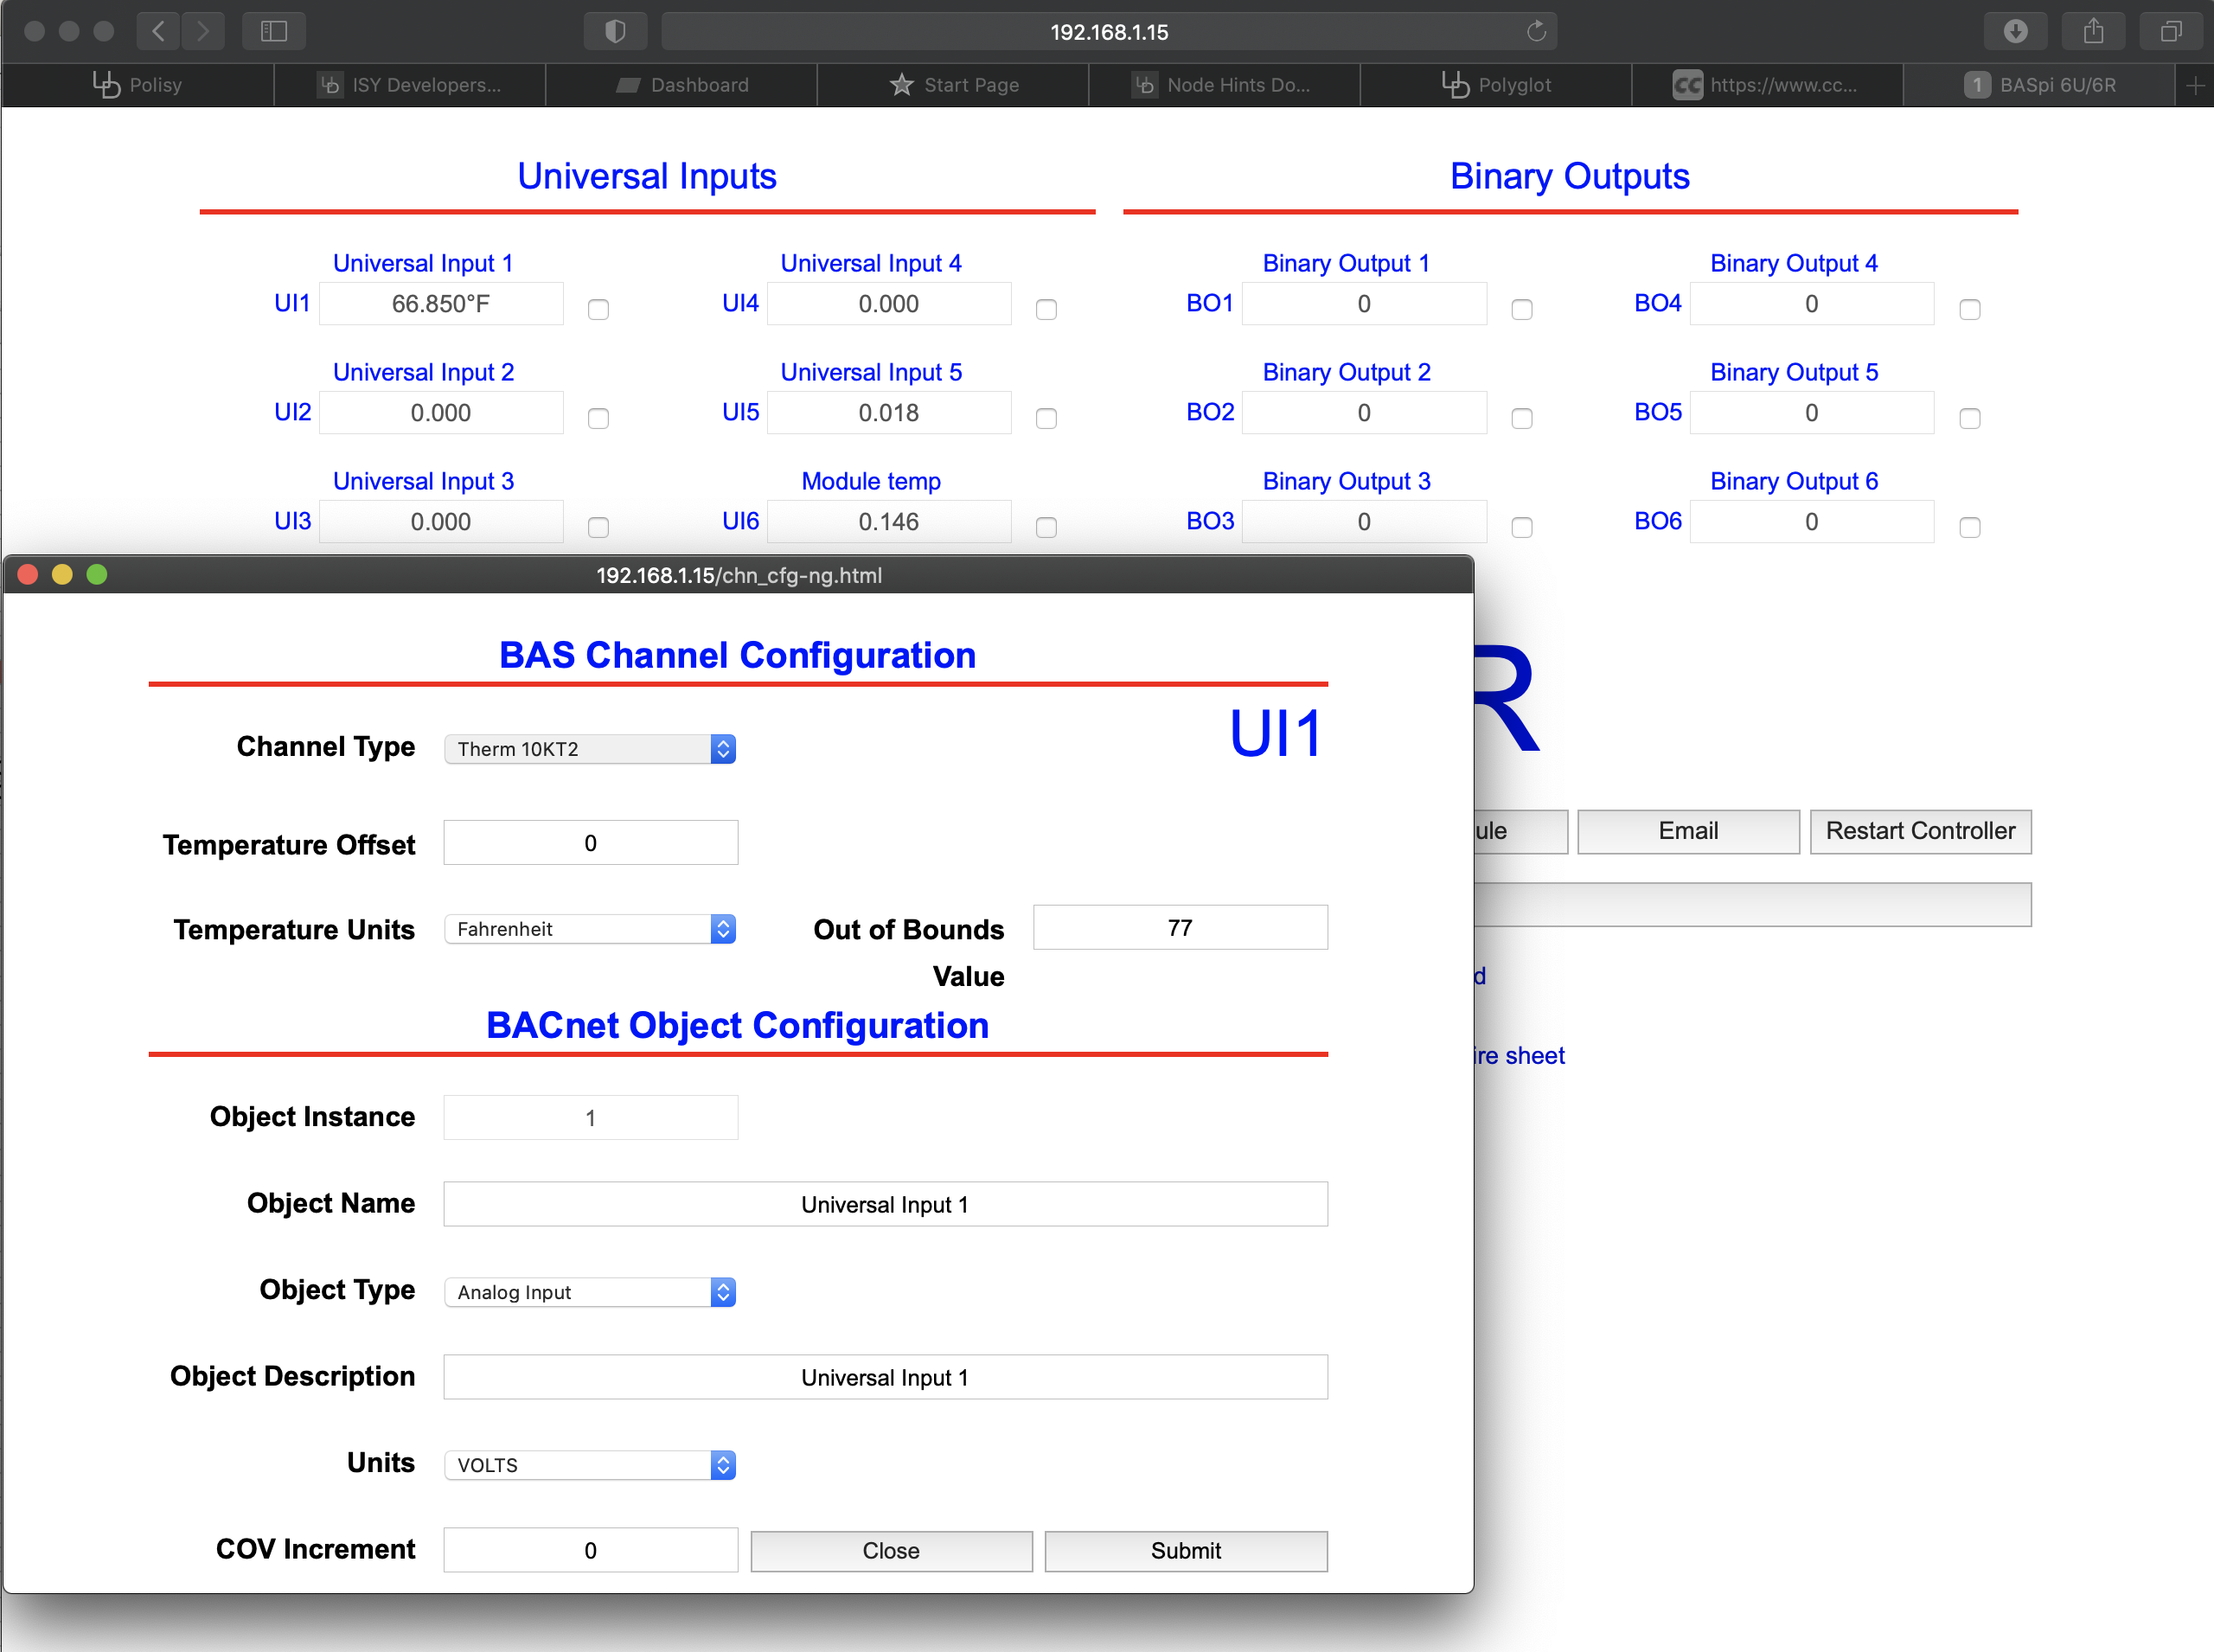 192.168.1.15
Polisy
ISY Developers...
Dashboard
Start Page
Node Hints Do...
Polyglot
CC https://www.cc...
1 BASpi 6U/6R
Universal Inputs
Binary Outputs
Universal Input 1
Universal Input 4
Binary Output 1
Binary Output 4
UI1 66.850°F
UI4 0.000
BO1 0
BO4 0
Universal Input 2
Universal Input 5
Binary Output 2
Binary Output 5
UI2 0.000
UI5 0.018
BO2 0
BO5 0
Universal Input 3
Module temp
Binary Output 3
Binary Output 6
UI3 0.000
UI6 0.146
BO3 0
BO6 0
192.168.1.15/chn_cfg-ng.html
BAS Channel Configuration
UI1
Channel Type Therm 10KT2
Temperature Offset 0
Temperature Units Fahrenheit
Out of Bounds 77
Value
BACnet Object Configuration
Object Instance 1
Object Name Universal Input 1
Object Type Analog Input
Object Description Universal Input 1
Units VOLTS
COV Increment 0
Close
Submit
R
ule
Email
Restart Controller
d
ire sheet